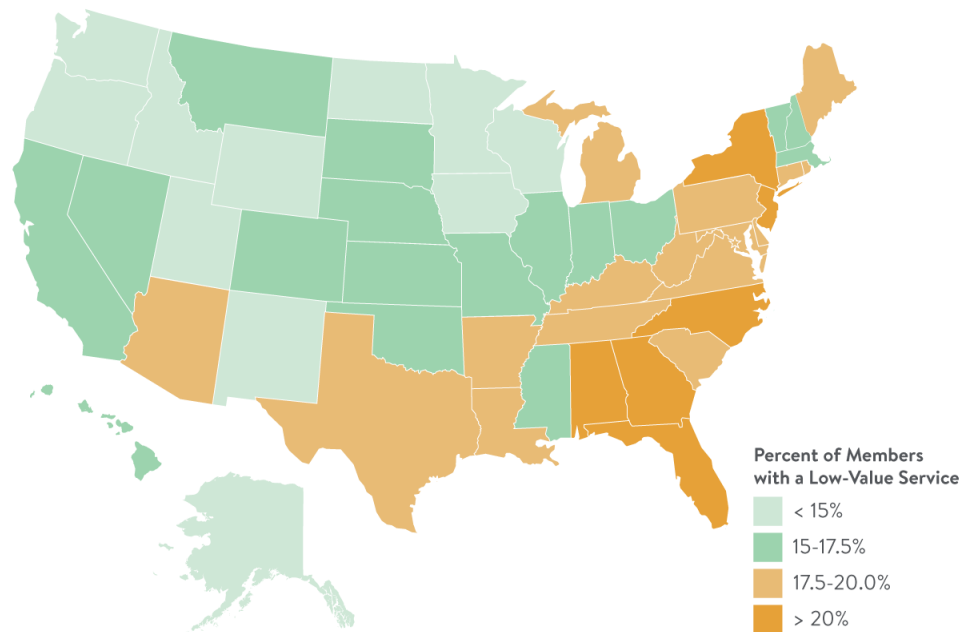 Percent of Members
with a Low-Value Service
< 15%
15-17.5%
17.5-20.0%
> 20%